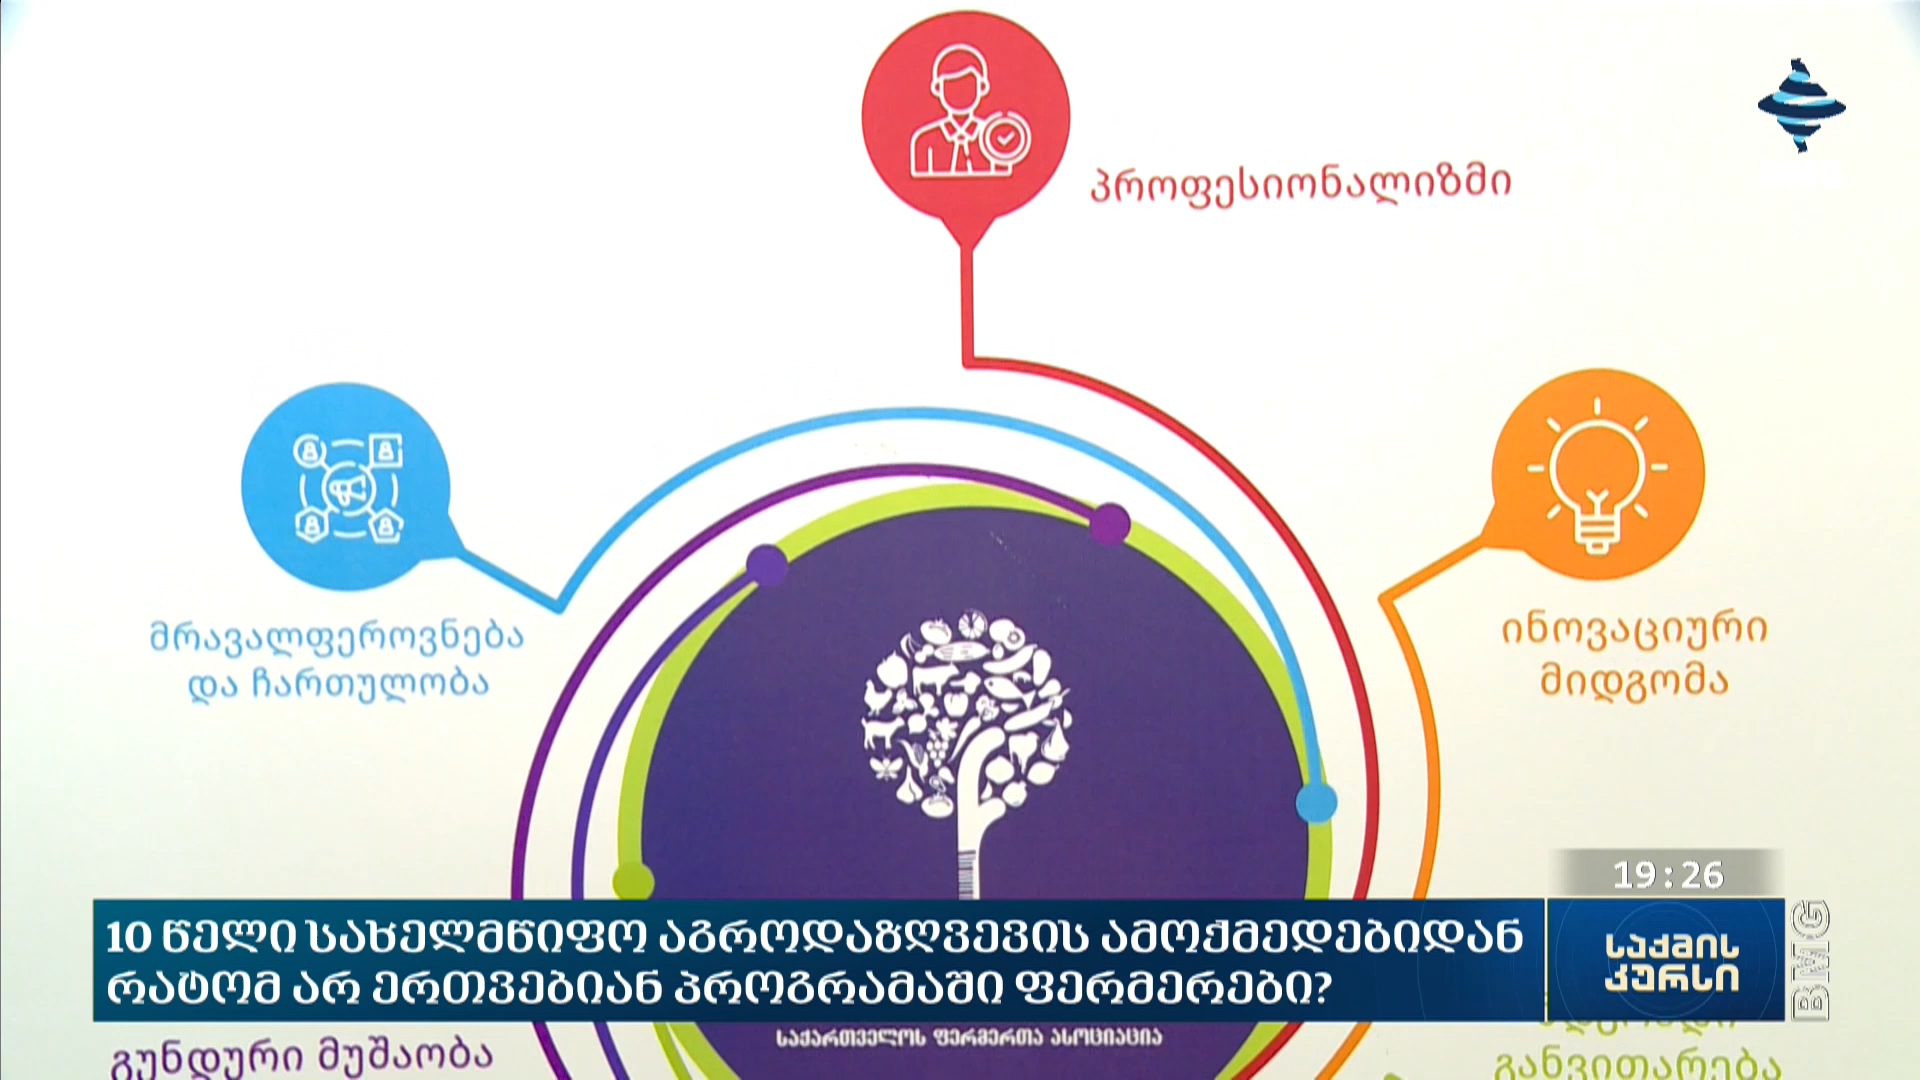 პროფესიონალიზმი
მრავალფეროვნება
და ჩართულობა
ინოვაციური
მიდგომა
19:26
10 წელი სახელმწიფო აგროდაზღვევის ამოქმედებიდან
რატომ არ ერთვებიან პროგრამაში ფერმერები?
საქმის
კურსი
BMG
საქართველოს ფერმერთა ასოციაცია
გუნდური მუშაობა
განვითარება